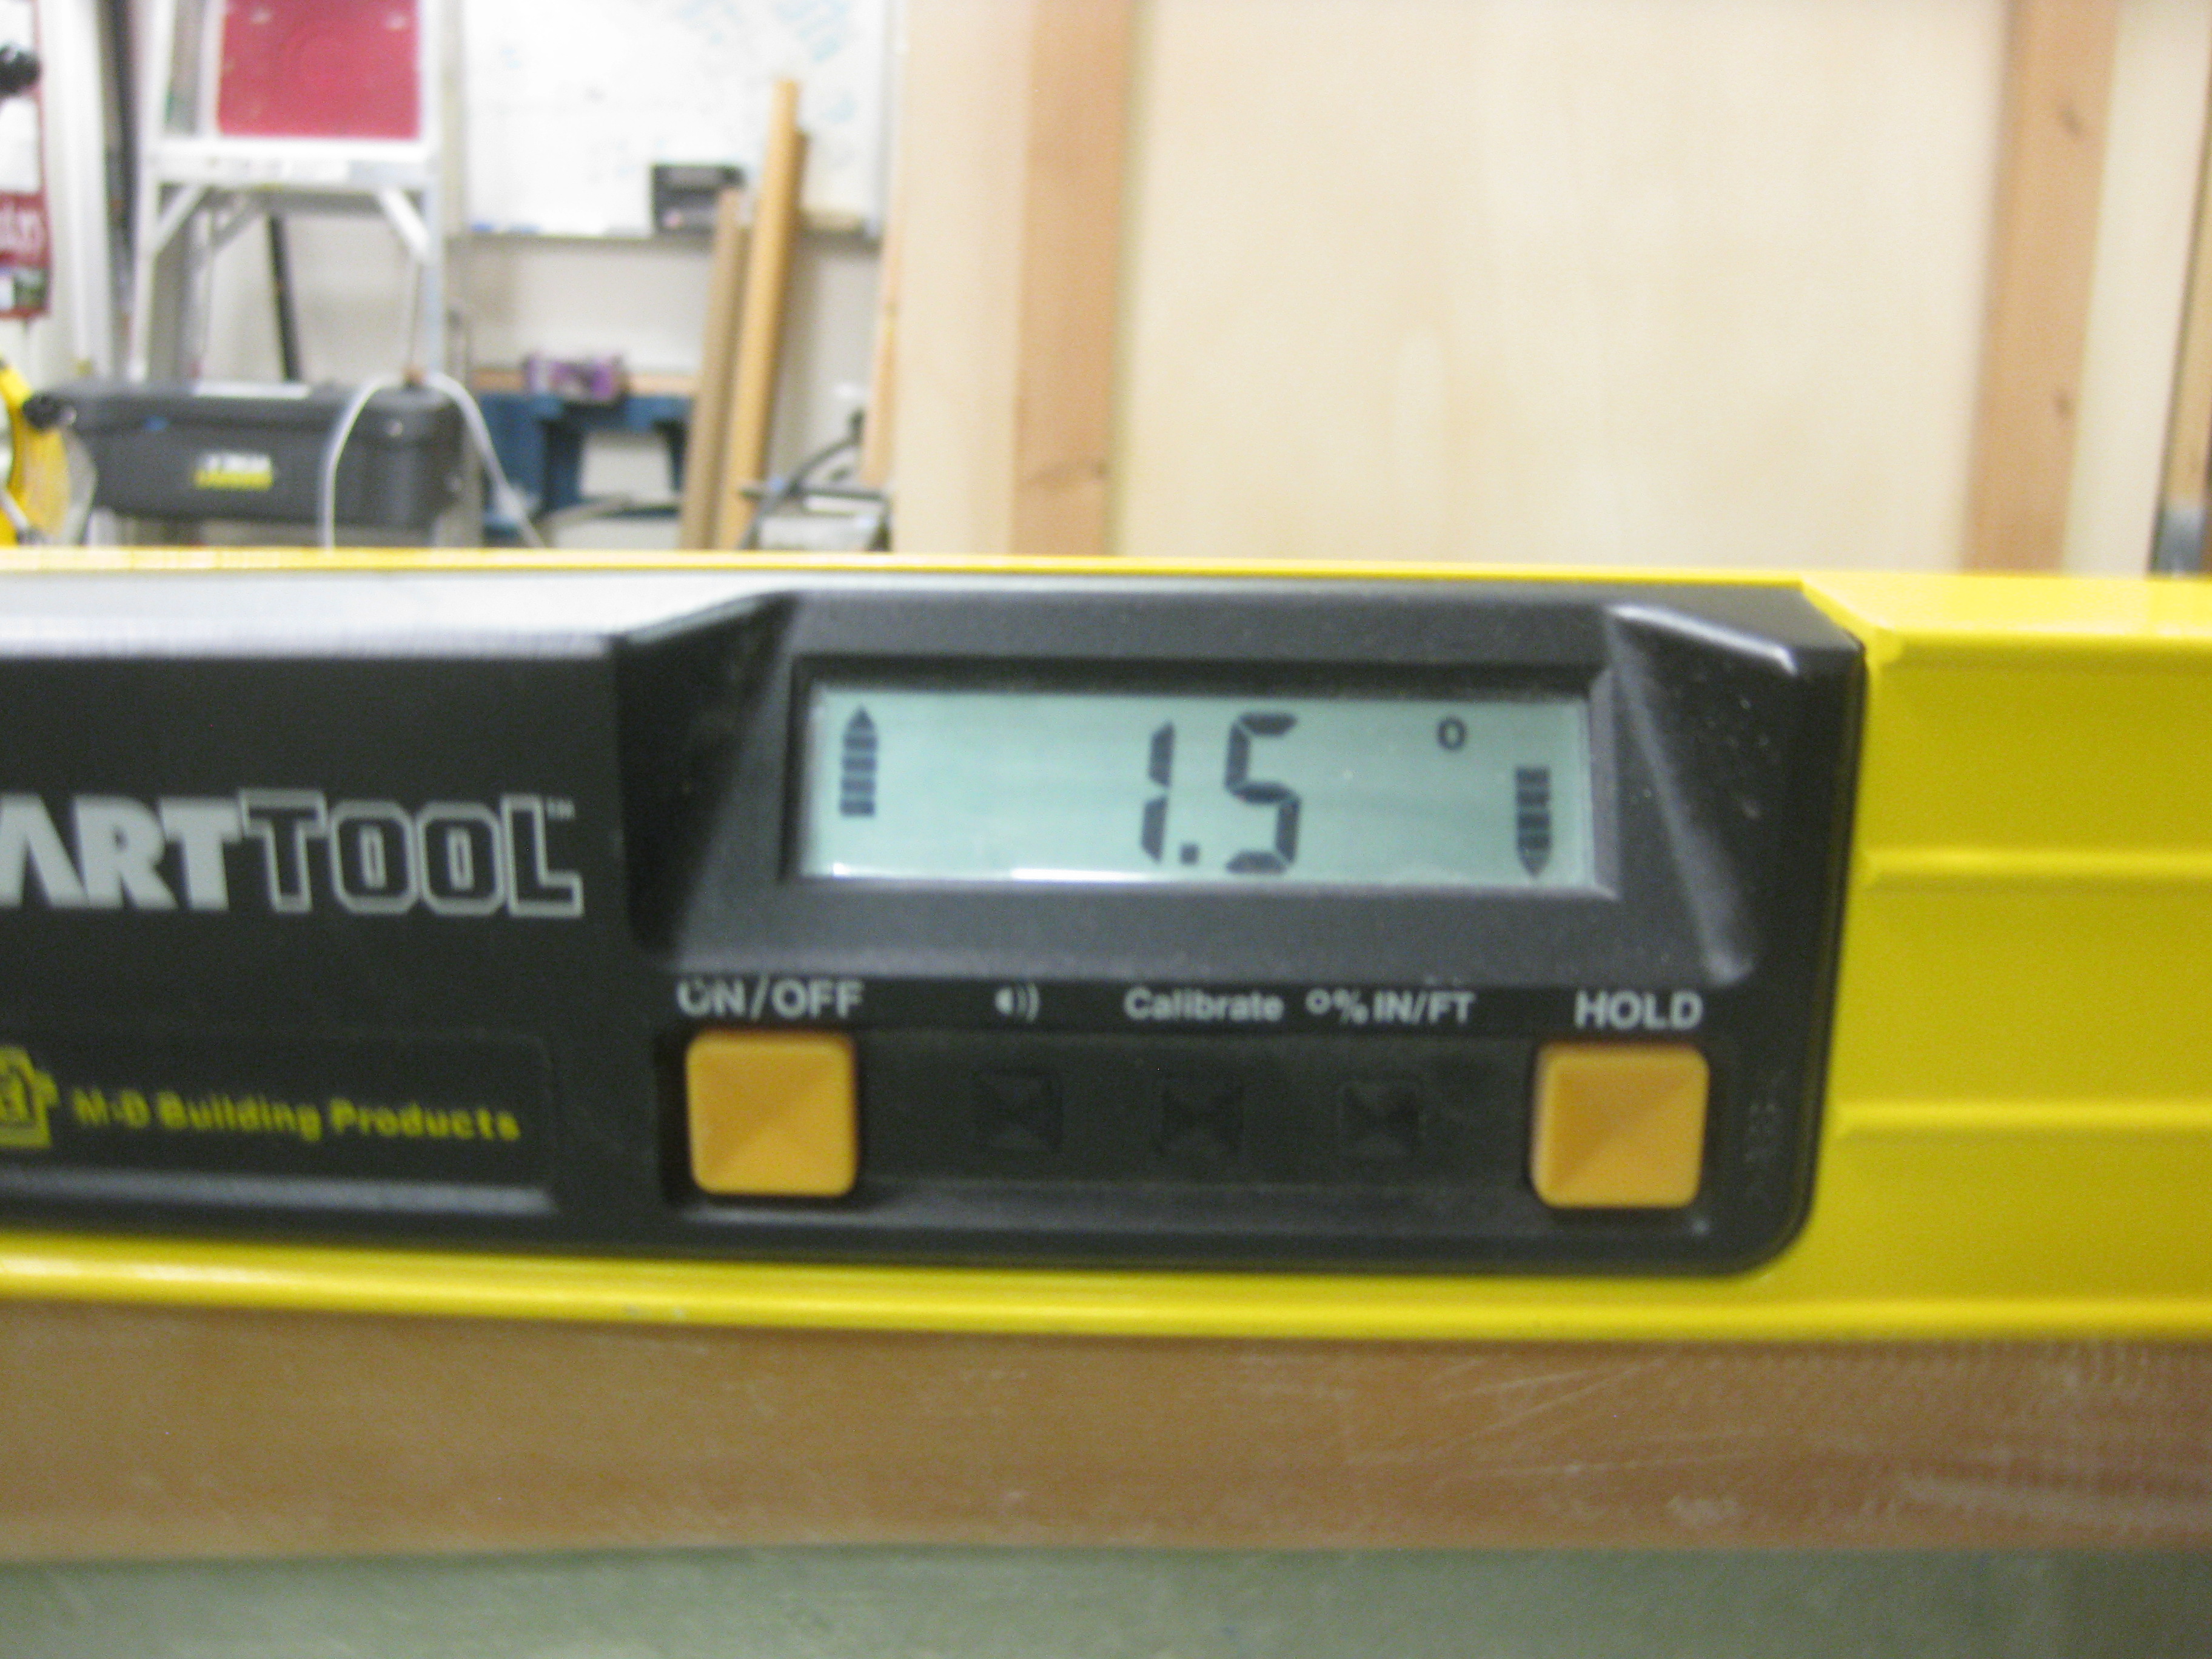 1.5°
ARTTOOL™
ON/OFF Calibrate °% IN/FT HOLD
M-D Building Products